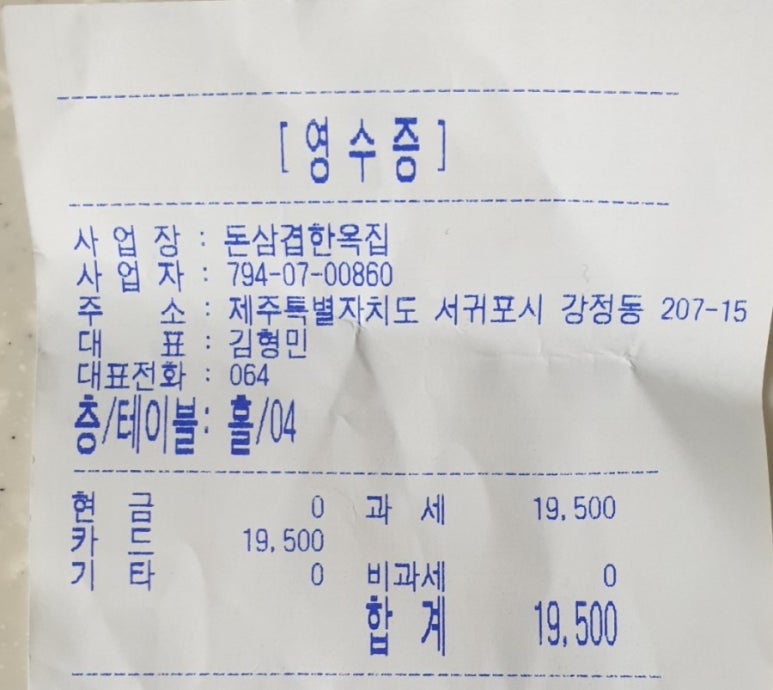 [영수증]
사업장 : 돈삼겹한옥집
사업자 : 794-07-00860
주소 : 제주특별자치도 서귀포시 강정동 207-15
대표 : 김형민
대표전화 : 064
층/테이블: 홀/04
현금 0 과세 19,500
카드 19,500
기타 0 비과세 0
합계 19,500